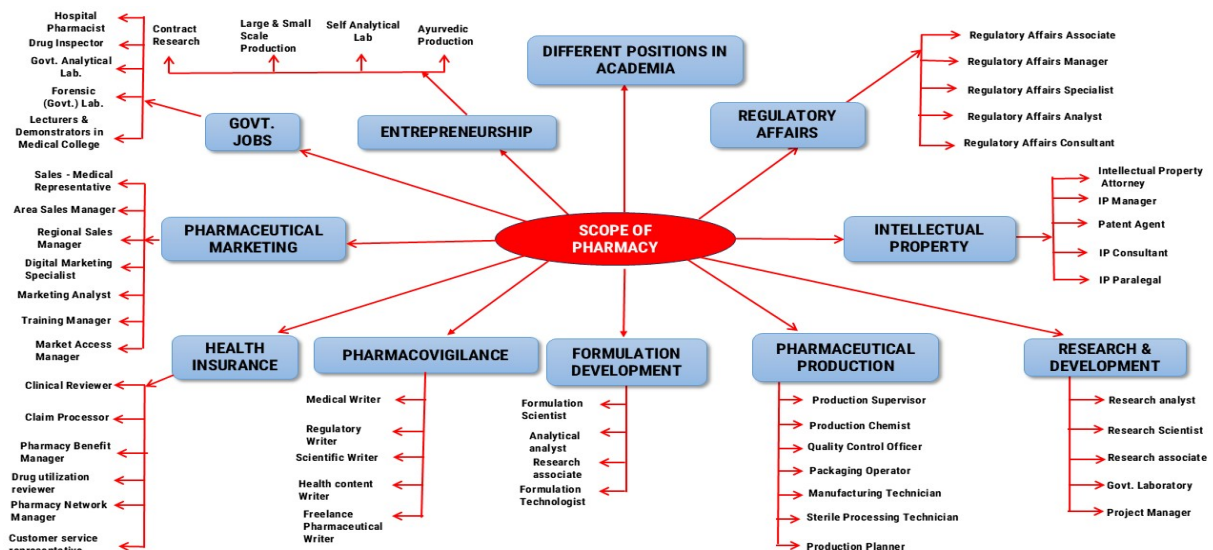 Hospital
Pharmacist
Drug Inspector
Govt. Analytical
Lab.
Forensic
(Govt.) Lab.
Lecturers &
Demonstrators in
Medical College
GOVT.
JOBS
Contract
Research
Large & Small
Scale
Production
Self Analytical
Lab
Ayurvedic
Production
ENTREPRENEURSHIP
DIFFERENT POSITIONS IN
ACADEMIA
REGULATORY
AFFAIRS
Regulatory Affairs Associate
Regulatory Affairs Manager
Regulatory Affairs Specialist
Regulatory Affairs Analyst
Regulatory Affairs Consultant
Sales - Medical
Representative
Area Sales Manager
Regional Sales
Manager
Digital Marketing
Specialist
Marketing Analyst
Training Manager
Market Access
Manager
PHARMACEUTICAL
MARKETING
SCOPE OF
PHARMACY
INTELLECTUAL
PROPERTY
Intellectual Property
Attorney
IP Manager
Patent Agent
IP Consultant
IP Paralegal
HEALTH
INSURANCE
Clinical Reviewer
Claim Processor
Pharmacy Benefit
Manager
Drug utilization
reviewer
Pharmacy Network
Manager
Customer service
representative
PHARMACOVIGILANCE
Medical Writer
Regulatory
Writer
Scientific Writer
Health content
Writer
Freelance
Pharmaceutical
Writer
FORMULATION
DEVELOPMENT
Formulation
Scientist
Analytical
analyst
Research
associate
Formulation
Technologist
PHARMACEUTICAL
PRODUCTION
Production Supervisor
Production Chemist
Quality Control Officer
Packaging Operator
Manufacturing Technician
Sterile Processing Technician
Production Planner
RESEARCH &
DEVELOPMENT
Research analyst
Research Scientist
Research associate
Govt. Laboratory
Project Manager